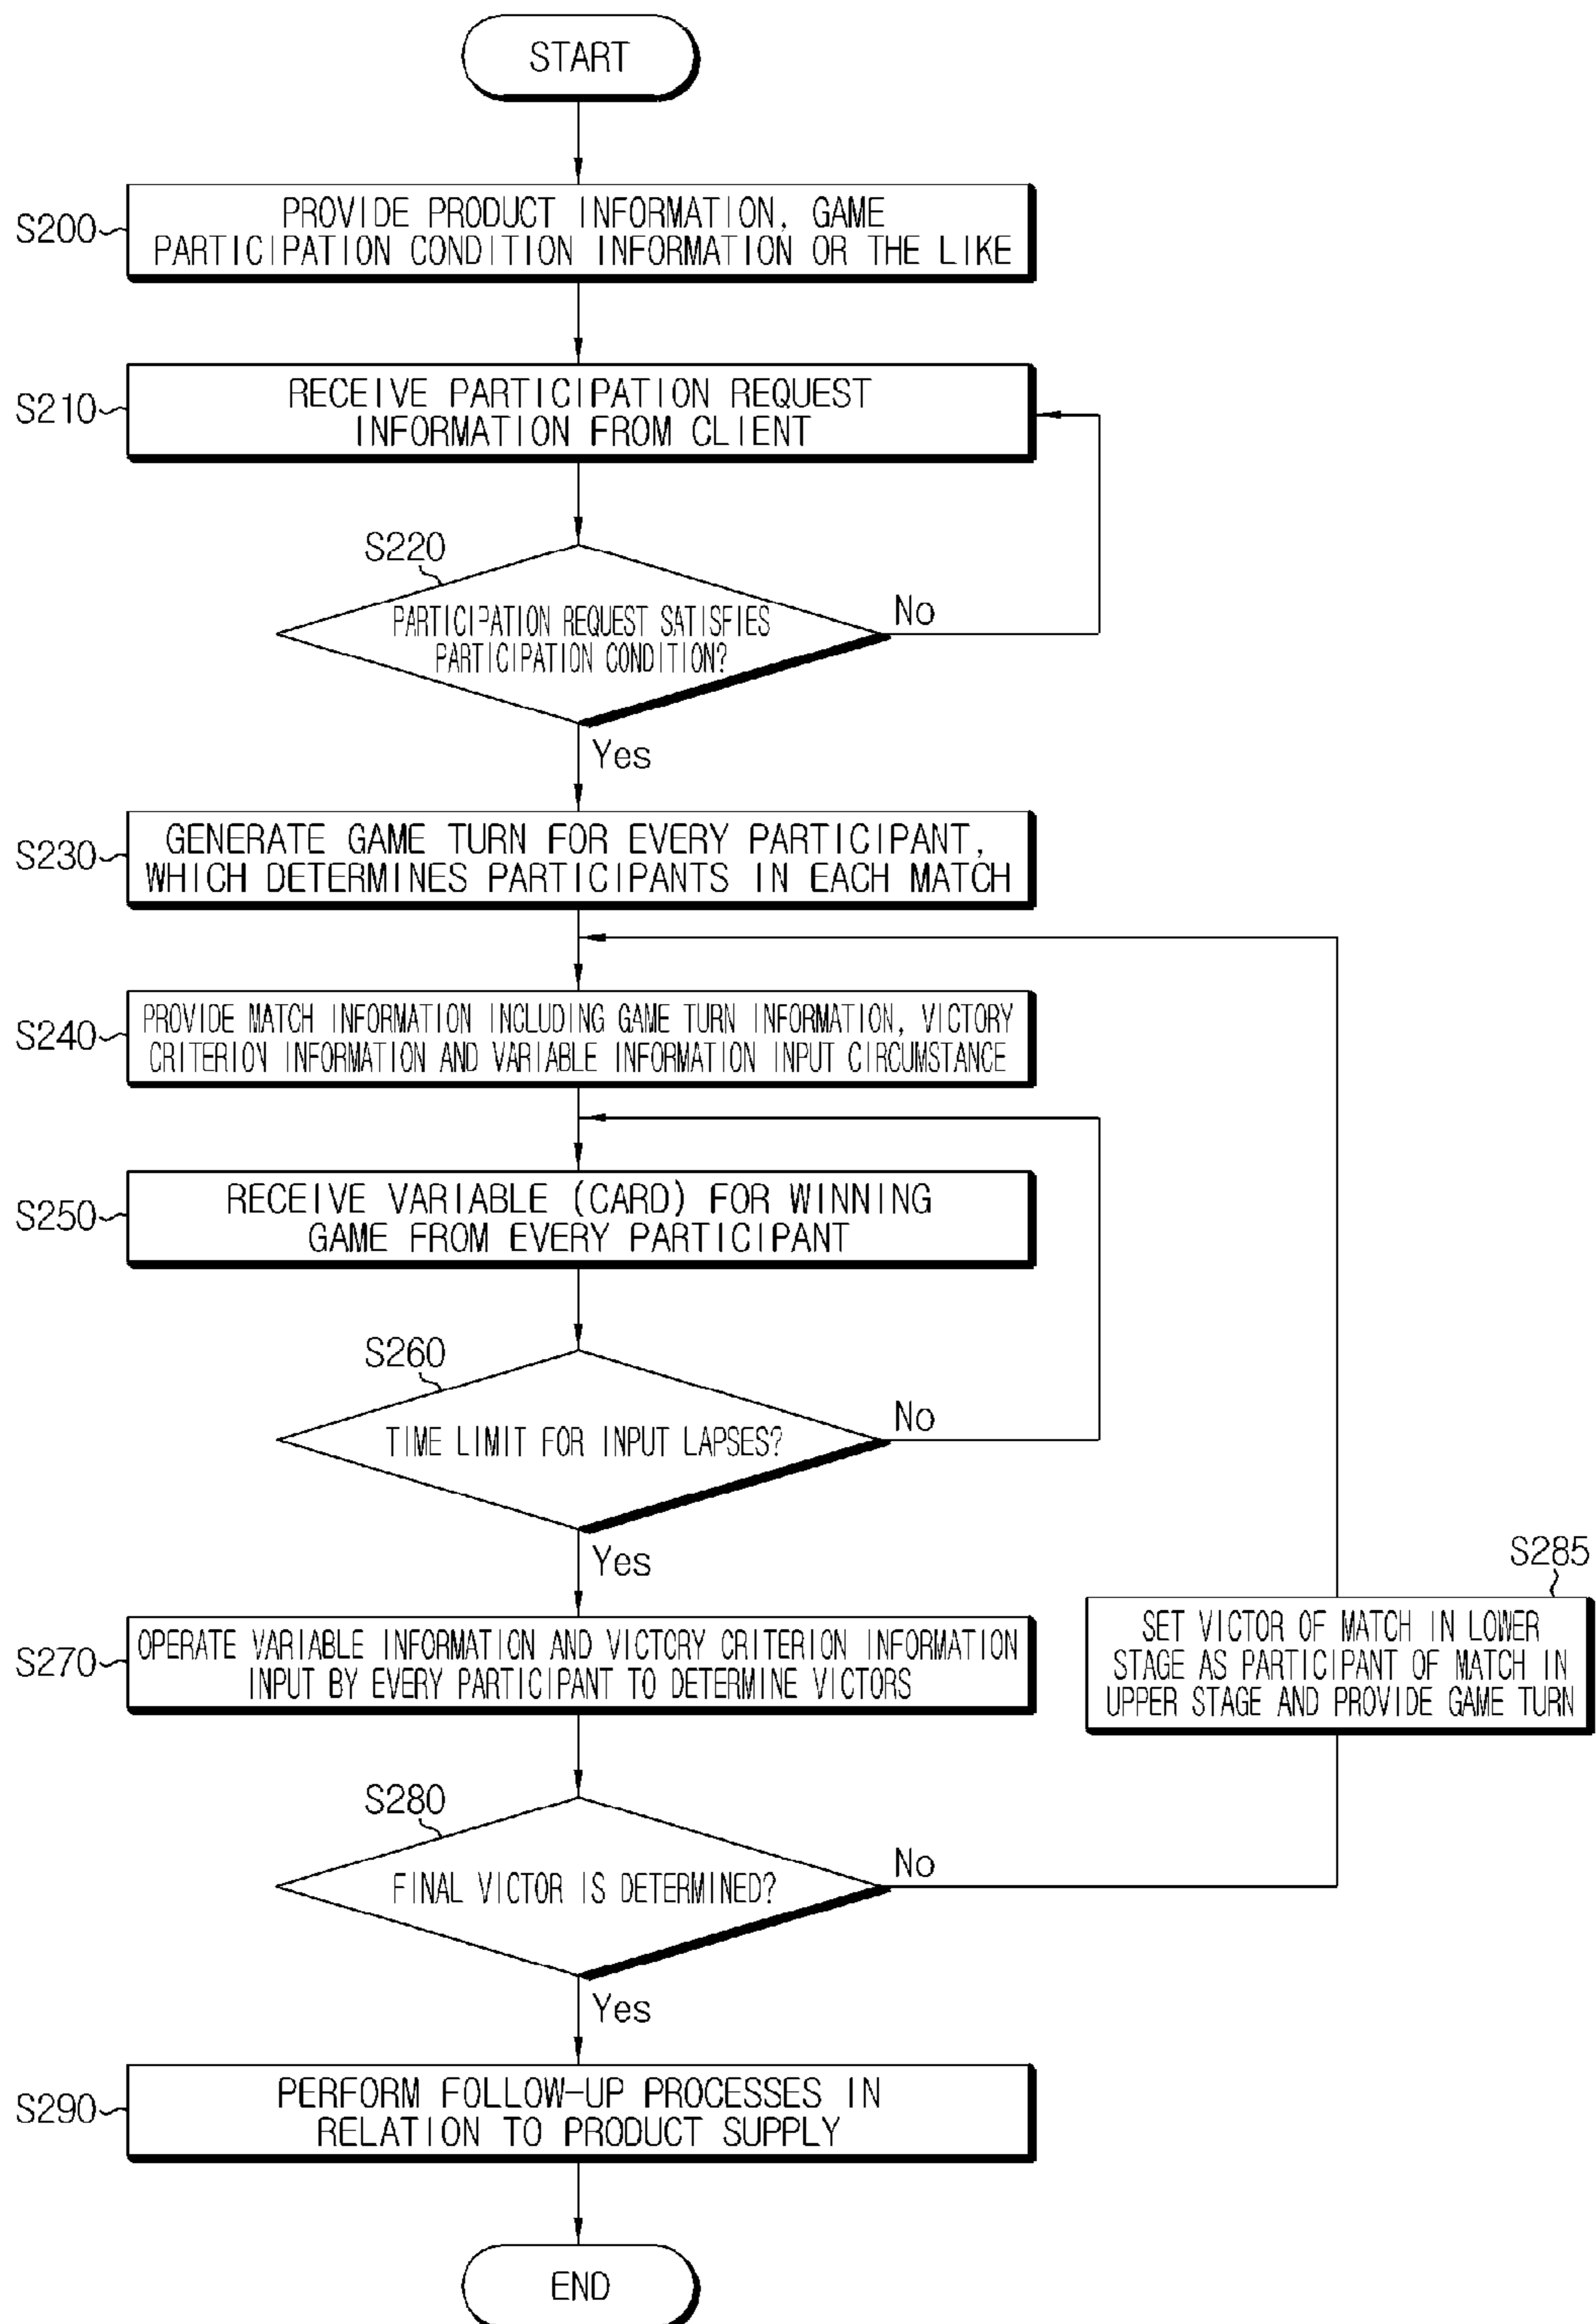 START
S200
PROVIDE PRODUCT INFORMATION, GAME
PARTICIPATION CONDITION INFORMATION OR THE LIKE
S210
RECEIVE PARTICIPATION REQUEST
INFORMATION FROM CLIENT
S220
PARTICIPATION REQUEST SATISFIES
PARTICIPATION CONDITION?
No
Yes
S230
GENERATE GAME TURN FOR EVERY PARTICIPANT,
WHICH DETERMINES PARTICIPANTS IN EACH MATCH
S240
PROVIDE MATCH INFORMATION INCLUDING GAME TURN INFORMATION, VICTORY
CRITERION INFORMATION AND VARIABLE INFORMATION INPUT CIRCUMSTANCE
S250
RECEIVE VARIABLE (CARD) FOR WINNING
GAME FROM EVERY PARTICIPANT
S260
TIME LIMIT FOR INPUT LAPSES?
No
Yes
S270
OPERATE VARIABLE INFORMATION AND VICTORY CRITERION INFORMATION
INPUT BY EVERY PARTICIPANT TO DETERMINE VICTORS
S285
SET VICTOR OF MATCH IN LOWER
STAGE AS PARTICIPANT OF MATCH IN
UPPER STAGE AND PROVIDE GAME TURN
S280
FINAL VICTOR IS DETERMINED?
No
Yes
S290
PERFORM FOLLOW-UP PROCESSES IN
RELATION TO PRODUCT SUPPLY
END